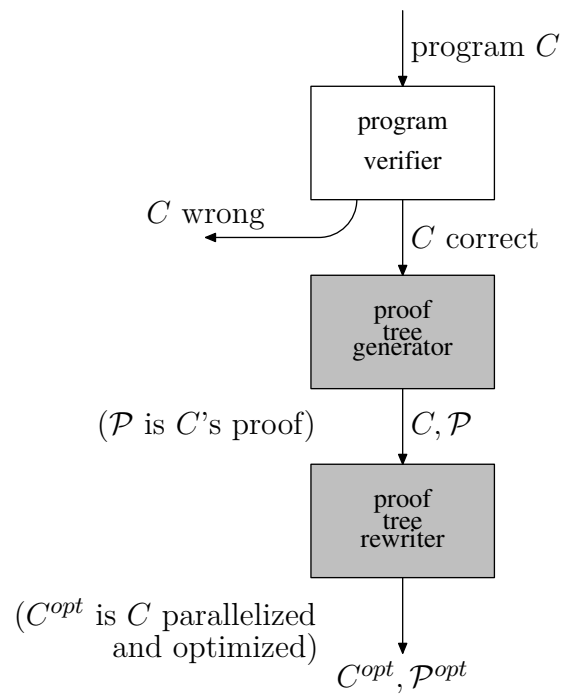 program C
program
verifier
C wrong
C correct
proof
tree
generator
(𝒫 is C's proof)
C, 𝒫
proof
tree
rewriter
(C^{opt} is C parallelized
and optimized)
C^{opt}, 𝒫^{opt}